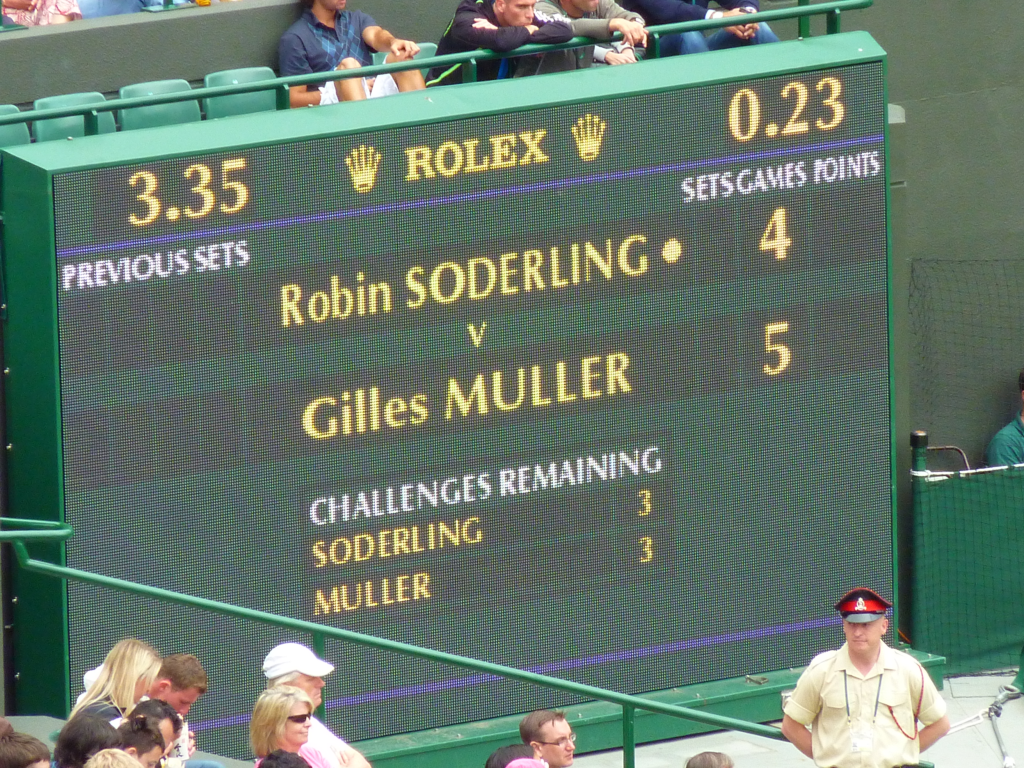 3.35 ROLEX 0.23
PREVIOUS SETS SETS GAMES POINTS
Robin SODERLING • 4
v
Gilles MULLER 5
CHALLENGES REMAINING
SODERLING 3
MULLER 3